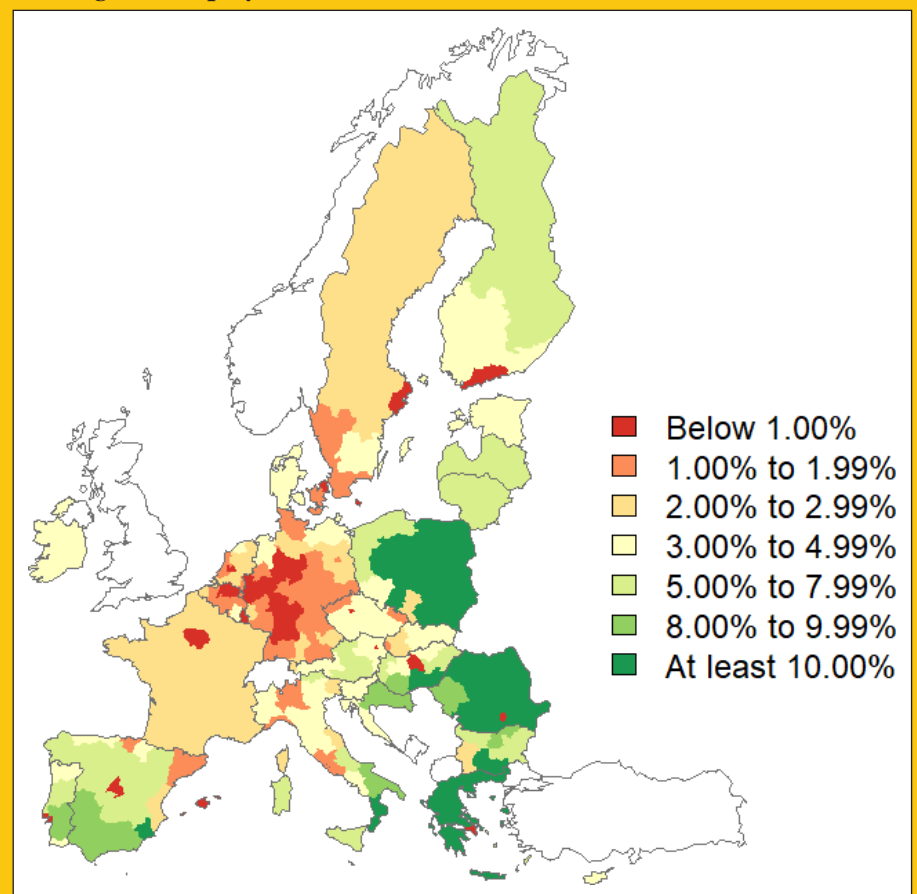 Below 1.00%
1.00% to 1.99%
2.00% to 2.99%
3.00% to 4.99%
5.00% to 7.99%
8.00% to 9.99%
At least 10.00%